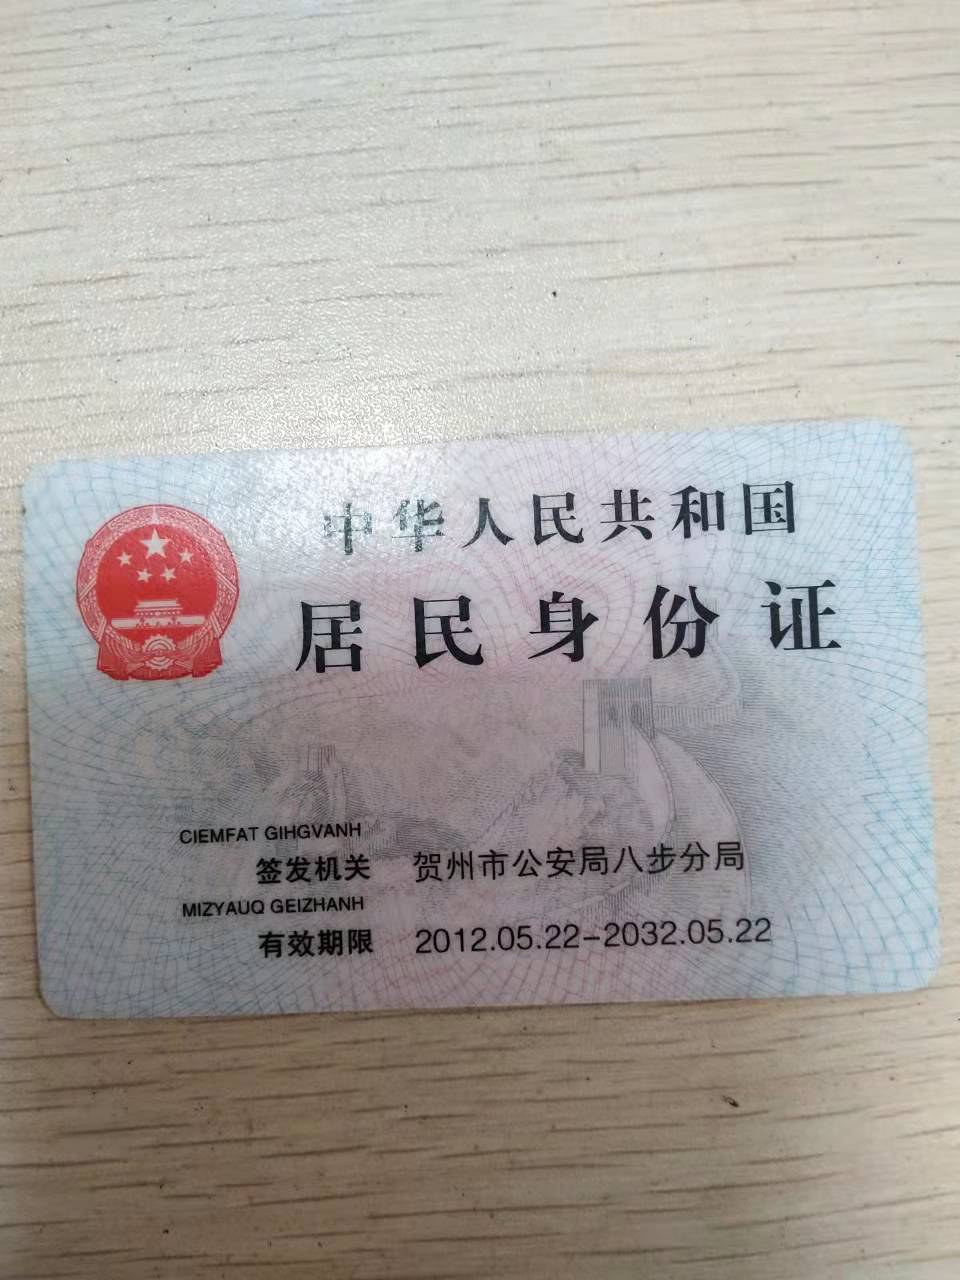 中华人民共和国
居民身份证
CIEMFAT GIHGVANH
签发机关 贺州市公安局八步分局
MIZYAUQ GEIZHANH
有效期限 2012.05.22-2032.05.22